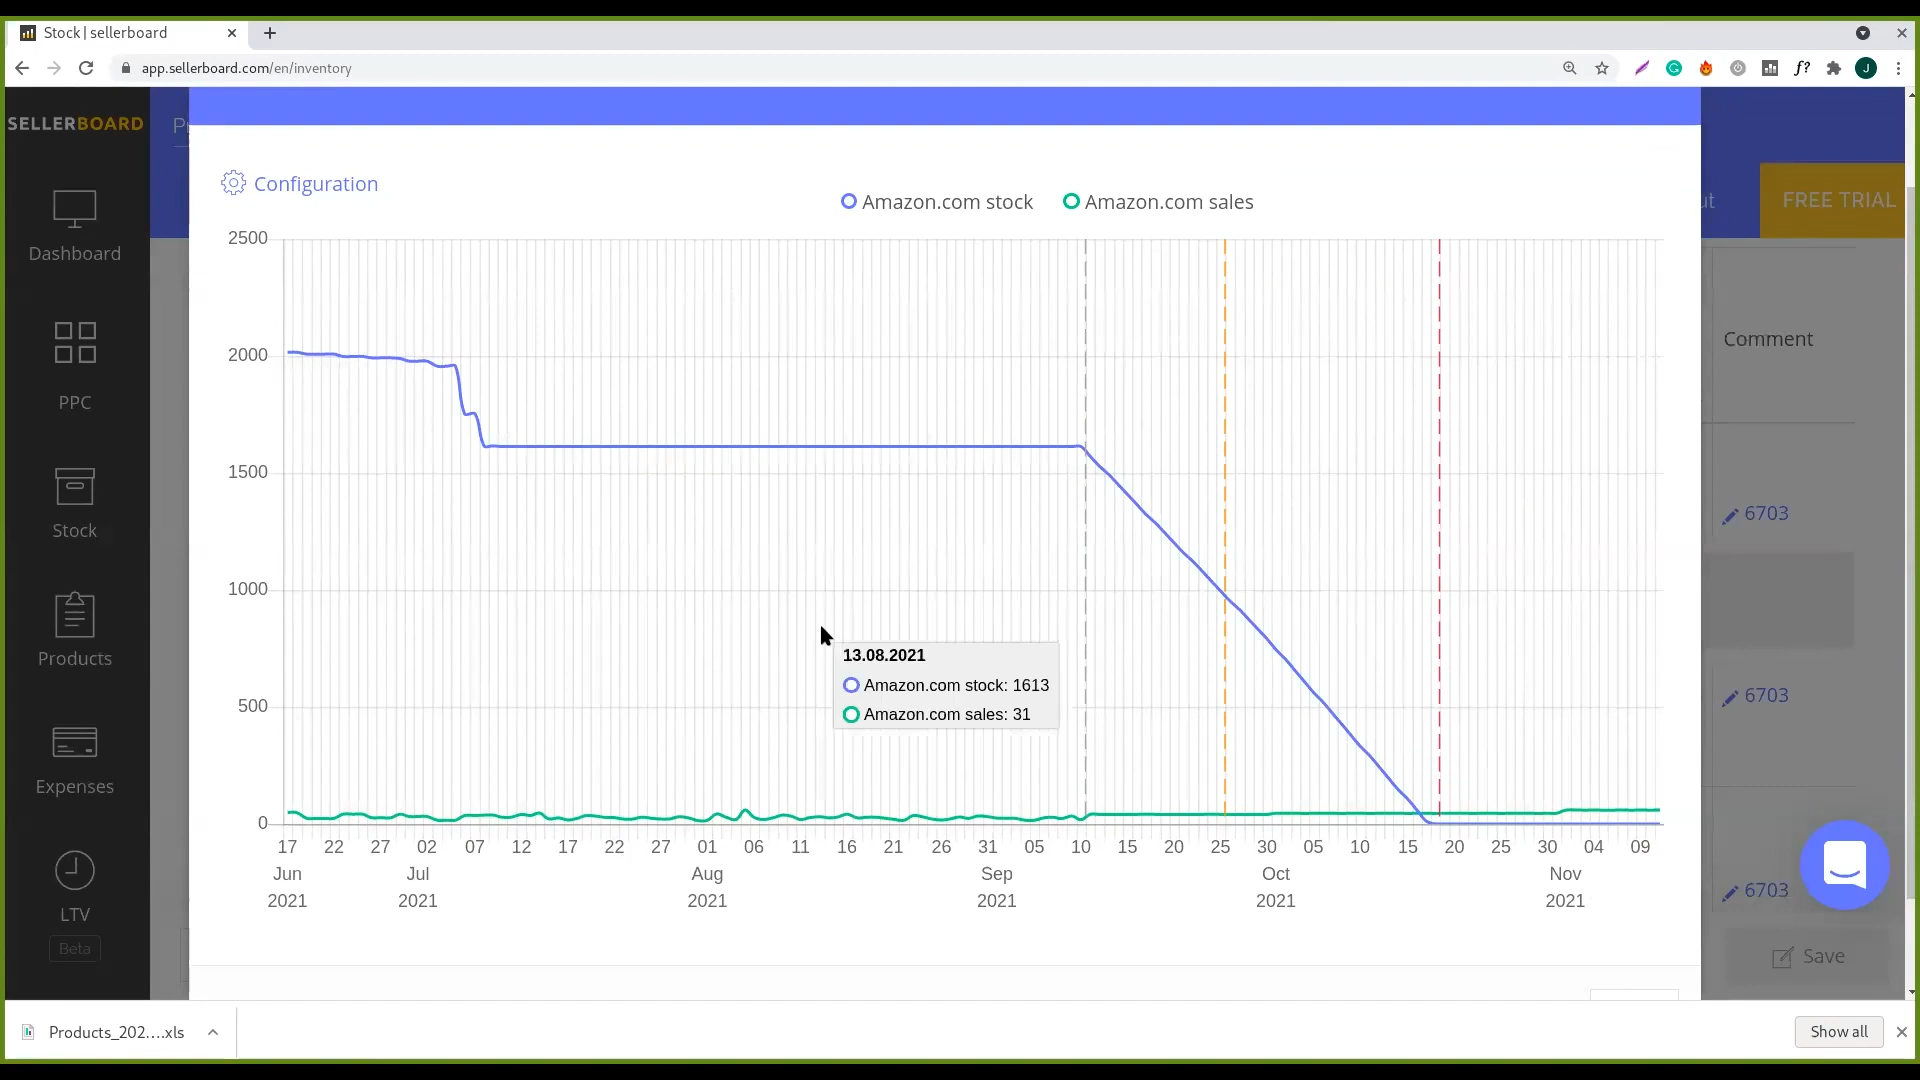 Stock | sellerboard
app.sellerboard.com/en/inventory
f?
J
SELLERBOARD
FREE TRIAL
Configuration
Amazon.com stock Amazon.com sales
Dashboard
PPC
Stock
Products
Expenses
LTV
Beta
2500
2000
1500
1000
500
0
13.08.2021
Amazon.com stock: 1613
Amazon.com sales: 31
17 22 27 02 07 12 17 22 27 01 06 11 16 21 26 31 05 10 15 20 25 30 05 10 15 20 25 30 04 09
Jun Jul Aug Sep Oct Nov
2021 2021 2021 2021 2021 2021
Comment
6703
6703
6703
Save
Products_202....xls
Show all